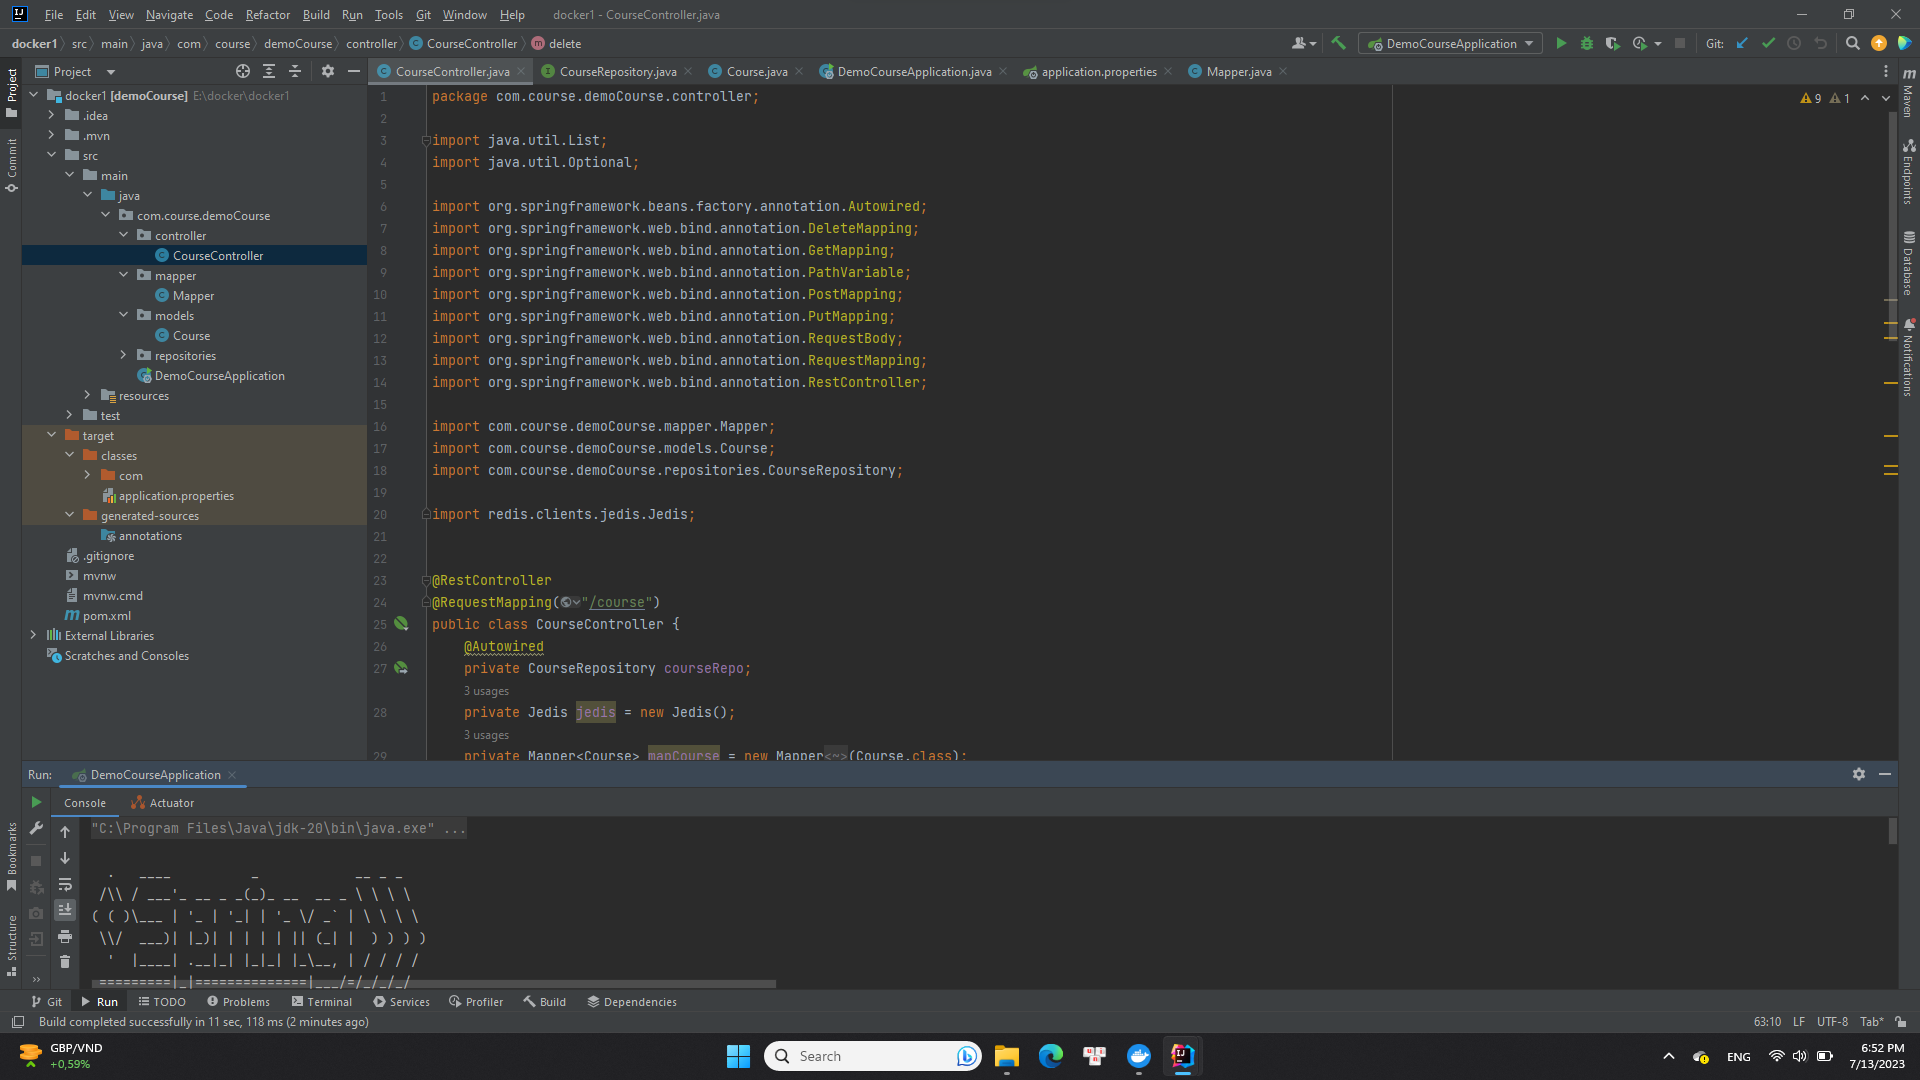 File Edit View Navigate Code Refactor Build Run Tools Git Window Help docker1 - CourseController.java
docker1 src main java com course demoCourse controller CourseController delete
DemoCourseApplication
Git:
Project
CourseController.java CourseRepository.java Course.java DemoCourseApplication.java application.properties Mapper.java
Project
Commit
Bookmarks
Structure
docker1 [demoCourse] E:\docker\docker1
.idea
.mvn
src
main
java
com.course.demoCourse
controller
CourseController
mapper
Mapper
models
Course
repositories
DemoCourseApplication
resources
test
target
classes
com
application.properties
generated-sources
annotations
.gitignore
mvnw
mvnw.cmd
pom.xml
External Libraries
Scratches and Consoles
9 1
1 package com.course.demoCourse.controller;
2
3 import java.util.List;
4 import java.util.Optional;
5
6 import org.springframework.beans.factory.annotation.Autowired;
7 import org.springframework.web.bind.annotation.DeleteMapping;
8 import org.springframework.web.bind.annotation.GetMapping;
9 import org.springframework.web.bind.annotation.PathVariable;
10 import org.springframework.web.bind.annotation.PostMapping;
11 import org.springframework.web.bind.annotation.PutMapping;
12 import org.springframework.web.bind.annotation.RequestBody;
13 import org.springframework.web.bind.annotation.RequestMapping;
14 import org.springframework.web.bind.annotation.RestController;
15
16 import com.course.demoCourse.mapper.Mapper;
17 import com.course.demoCourse.models.Course;
18 import com.course.demoCourse.repositories.CourseRepository;
19
20 import redis.clients.jedis.Jedis;
21
22
23 @RestController
24 @RequestMapping("/course")
25 public class CourseController {
26 @Autowired
27 private CourseRepository courseRepo;
3 usages
28 private Jedis jedis = new Jedis();
3 usages
29 private Mapper<Course> mapCourse = new Mapper<~>(Course.class);
Maven
Endpoints
Database
Notifications
Run: DemoCourseApplication
Console Actuator
"C:\Program Files\Java\jdk-20\bin\java.exe" ...
  .   ____          _            __ _ _
 /\\ / ___'_ __ _ _(_)_ __  __ _ \ \ \ \
( ( )\___ | '_ | '_| | '_ \/ _` | \ \ \ \
 \\/  ___)| |_)| | | | | || (_| |  ) ) ) )
  '  |____| .__|_| |_|_| |_\__, | / / / /
 =========|_|==============|___/=/_/_/_/
Git Run TODO Problems Terminal Services Profiler Build Dependencies
Build completed successfully in 11 sec, 118 ms (2 minutes ago) 63:10 LF UTF-8 Tab*
GBP/VND
+0,59%
Search
ENG
6:52 PM
7/13/2023